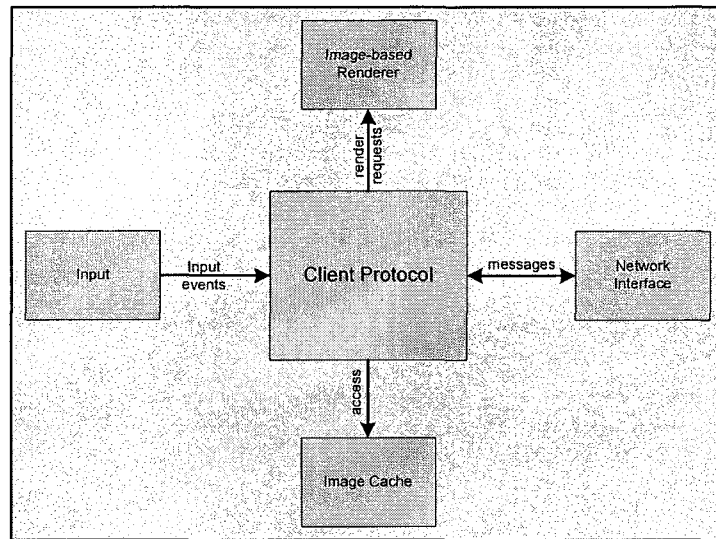 Image-based
Renderer
render
requests
Input
Input
events
Client Protocol
messages
Network
Interface
access
Image Cache